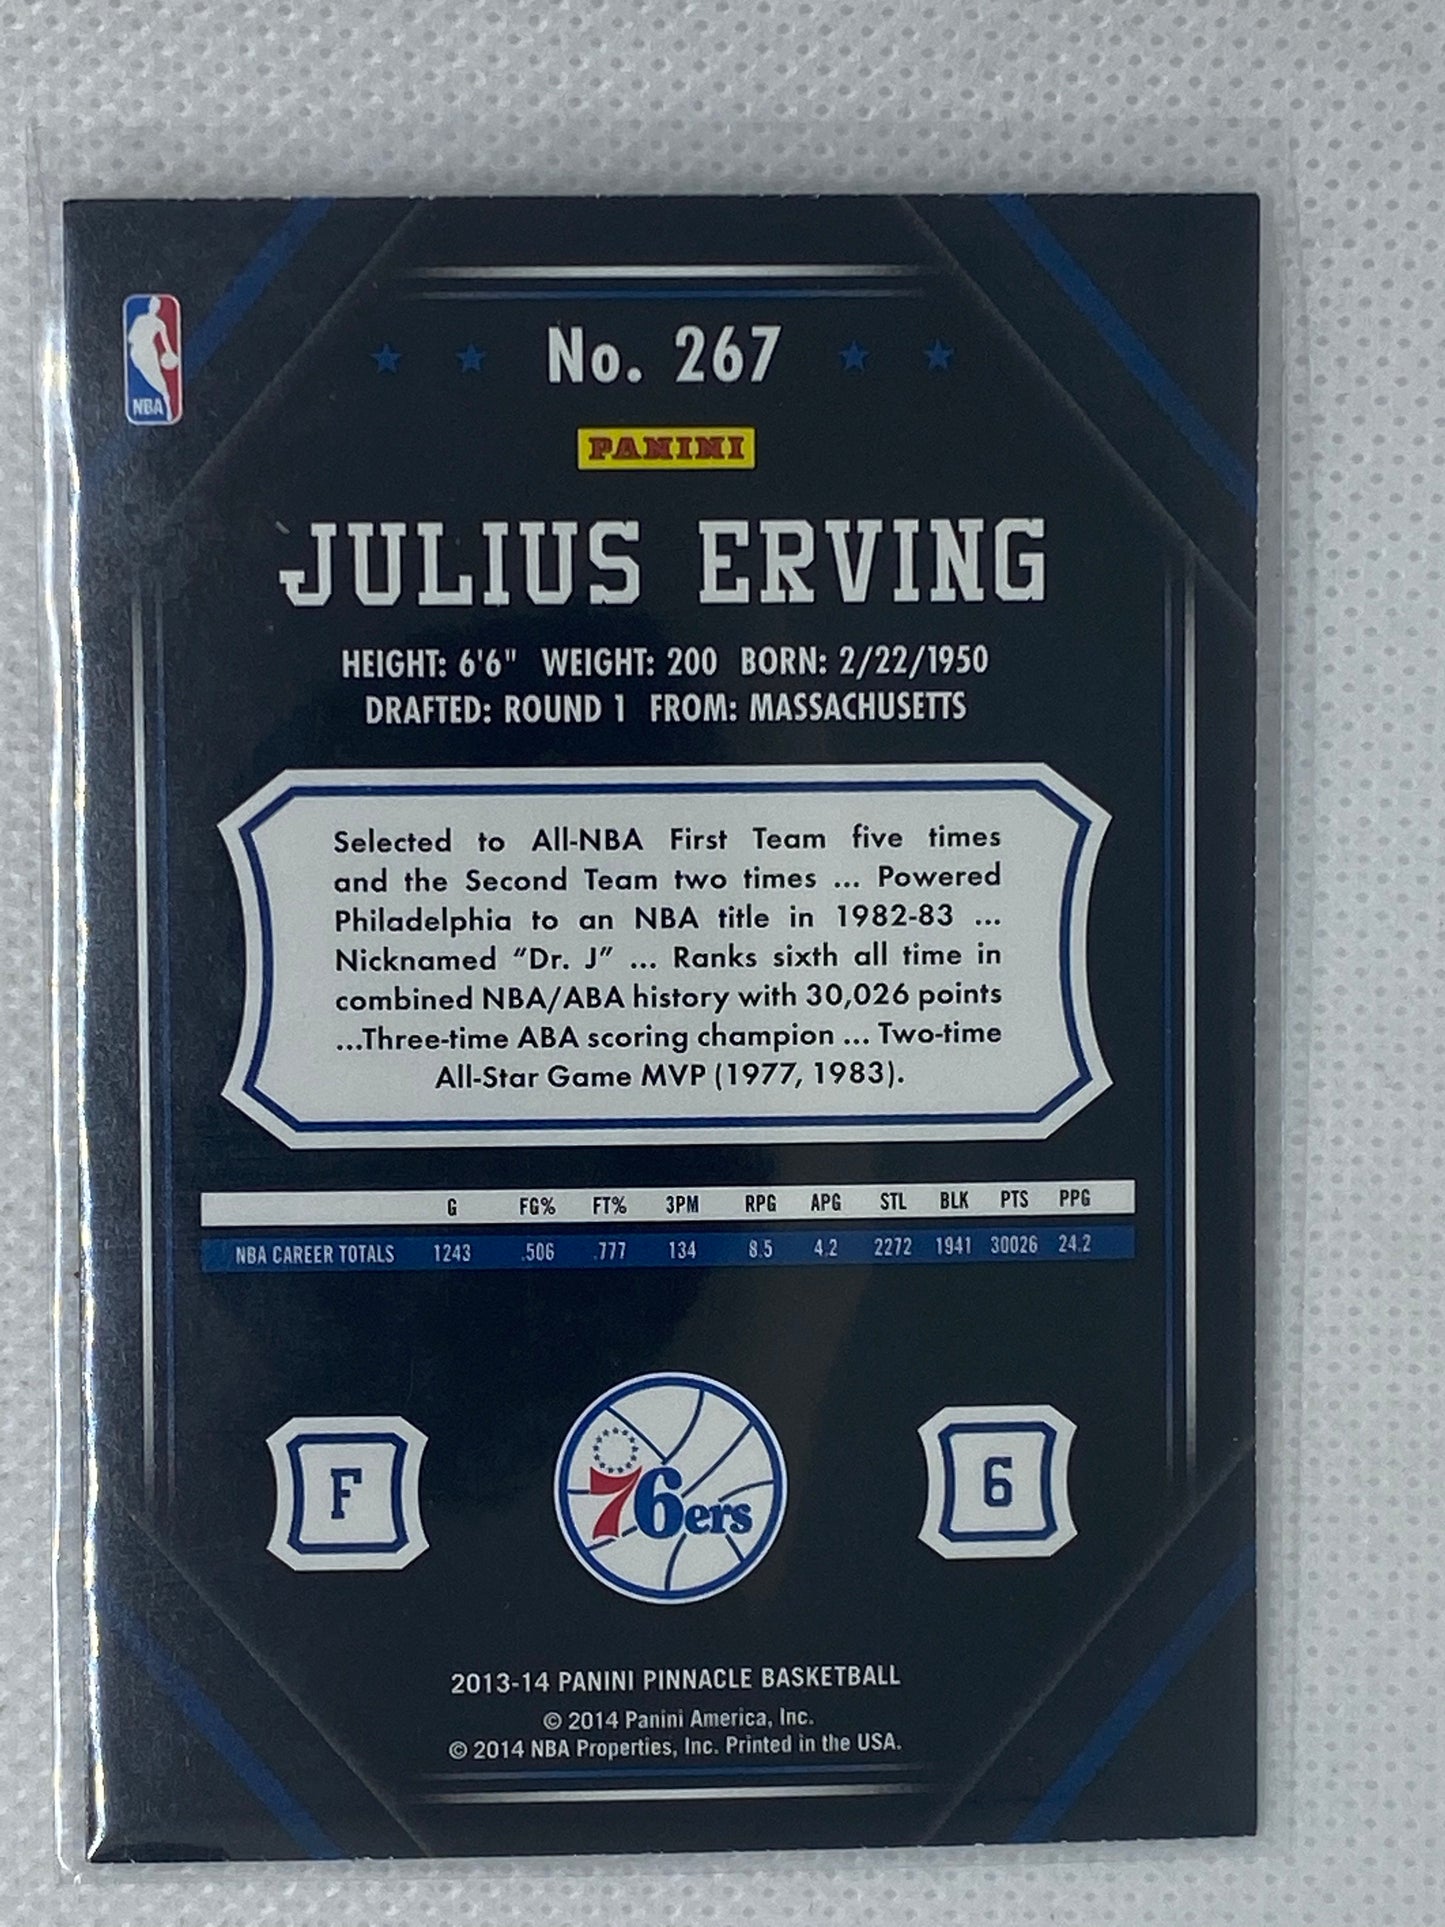 NBA
No. 267
PANINI
JULIUS ERVING
HEIGHT: 6'6" WEIGHT: 200 BORN: 2/22/1950
DRAFTED: ROUND 1 FROM: MASSACHUSETTS
Selected to All-NBA First Team five times
and the Second Team two times ... Powered
Philadelphia to an NBA title in 1982-83 ...
Nicknamed “Dr. J” ... Ranks sixth all time in
combined NBA/ABA history with 30,026 points
...Three-time ABA scoring champion ... Two-time
All-Star Game MVP (1977, 1983).
G FG% FT% 3PM RPG APG STL BLK PTS PPG
NBA CAREER TOTALS 1243 .506 .777 134 8.5 4.2 2272 1941 30026 24.2
F
76ers
6
2013-14 PANINI PINNACLE BASKETBALL
© 2014 Panini America, Inc.
© 2014 NBA Properties, Inc. Printed in the USA.